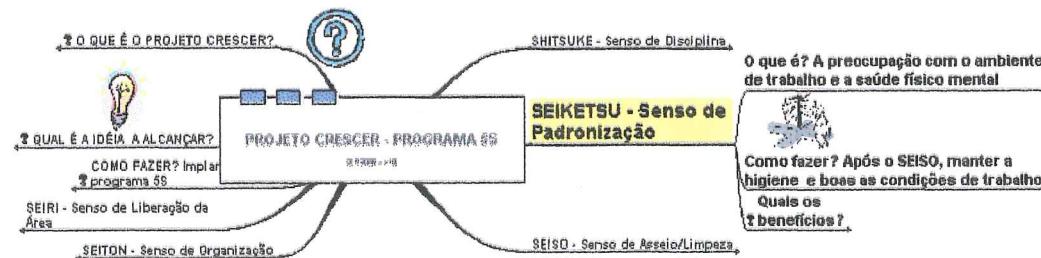 ? O QUE É O PROJETO CRESCER?
? QUAL É A IDÉIA A ALCANÇAR?
COMO FAZER? Implan
? programa 5S
SEIRI - Senso de Liberação da
Área
SEITON - Senso de Organização
PROJETO CRESCER - PROGRAMA 5S
SHITSUKE - Senso de Disciplina
SEIKETSU - Senso de
Padronização
O que é? A preocupação com o ambiente
de trabalho e a saúde físico mental
Como fazer? Após o SEISO, manter a
higiene e boas as condições de trabalho
Quais os
? benefícios?
SEISO - Senso de Asseio/Limpeza